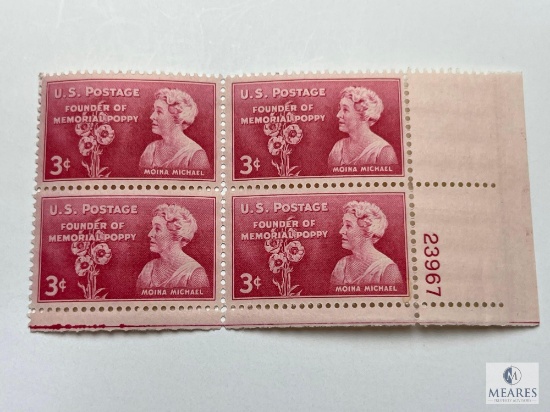 U.S. POSTAGE
FOUNDER OF
MEMORIAL POPPY
3¢
MOINA MICHAEL
U.S. POSTAGE
FOUNDER OF
MEMORIAL POPPY
3¢
MOINA MICHAEL
U.S. POSTAGE
FOUNDER OF
MEMORIAL POPPY
3¢
MOINA MICHAEL
U.S. POSTAGE
FOUNDER OF
MEMORIAL POPPY
3¢
MOINA MICHAEL
23967
MEARES